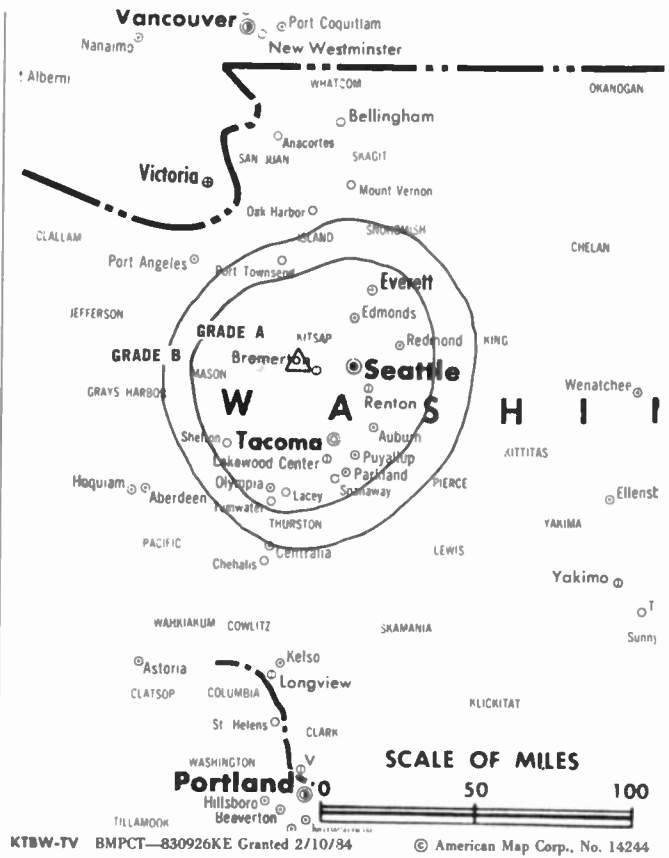 Vancouver
Port Coquitlam
Nanaimo
New Westminster
Alberni
WHATCOM
OKANOGAN
Bellingham
Anacortes
SAN JUAN
SKAGIT
Victoria
Mount Vernon
Oak Harbor
CLALLAM
ISLAND
SNOHOMISH
CHELAN
Port Angeles
Port Townsend
Everett
JEFFERSON
Edmonds
GRADE A
KITSAP
Redmond
KING
GRADE B
Bremerton
MASON
Seattle
GRAYS HARBOR
Wenatchee
W A S H I
Renton
Shelton
Tacoma
Auburn
Lakewood Center
Puyallup
KITTITAS
Parkland
Hoquiam
Aberdeen
Olympia
Lacey
Spanaway
PIERCE
Ellensb
Tumwater
THURSTON
YAKIMA
PACIFIC
Centralia
LEWIS
Chehalis
Yakima
T
Sunny
WAHKIAKUM
COWLITZ
SKAMANIA
Astoria
Kelso
Longview
CLATSOP
COLUMBIA
KLICKITAT
St Helens
CLARK
WASHINGTON
V
SCALE OF MILES
Portland
0 50 100
Hillsboro
Beaverton
TILLAMOOK
KTBW-TV BMPCT—830926KE Granted 2/10/84 © American Map Corp., No. 14244